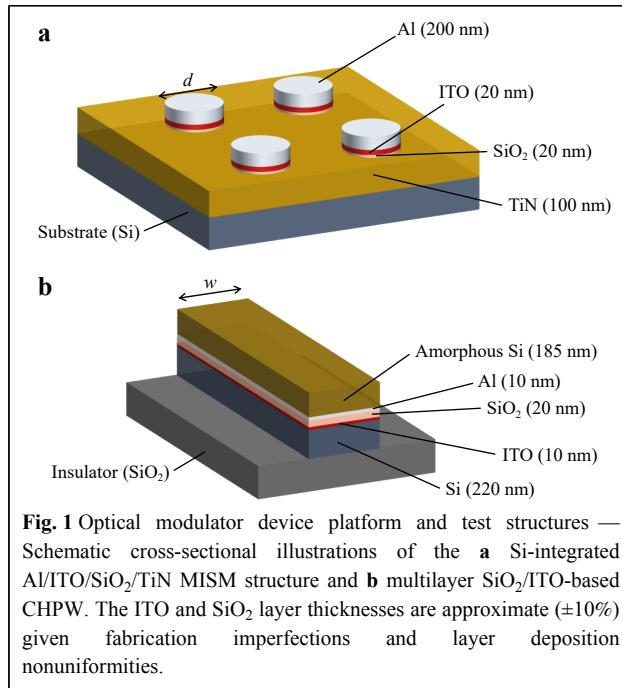 a
Al (200 nm)
d
ITO (20 nm)
SiO₂ (20 nm)
TiN (100 nm)
Substrate (Si)
b
w
Amorphous Si (185 nm)
Al (10 nm)
SiO₂ (20 nm)
ITO (10 nm)
Insulator (SiO₂)
Si (220 nm)
Fig. 1 Optical modulator device platform and test structures —
Schematic cross-sectional illustrations of the a Si-integrated
Al/ITO/SiO₂/TiN MISM structure and b multilayer SiO₂/ITO-based
CHPW. The ITO and SiO₂ layer thicknesses are approximate (±10%)
given fabrication imperfections and layer deposition
nonuniformities.